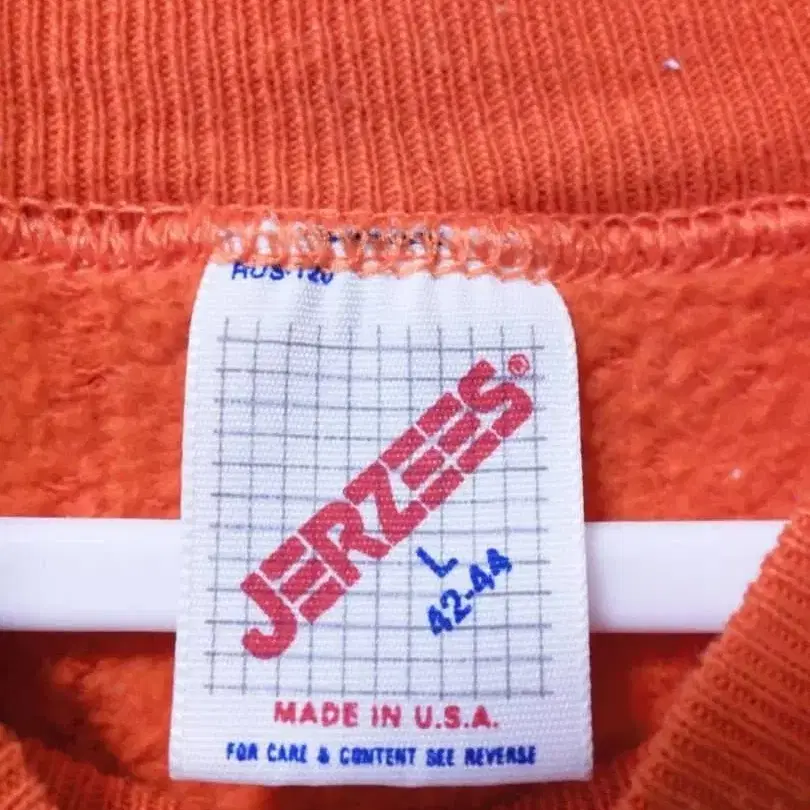 JERZEES®
L
42-44
MADE IN U.S.A.
FOR CARE & CONTENT SEE REVERSE